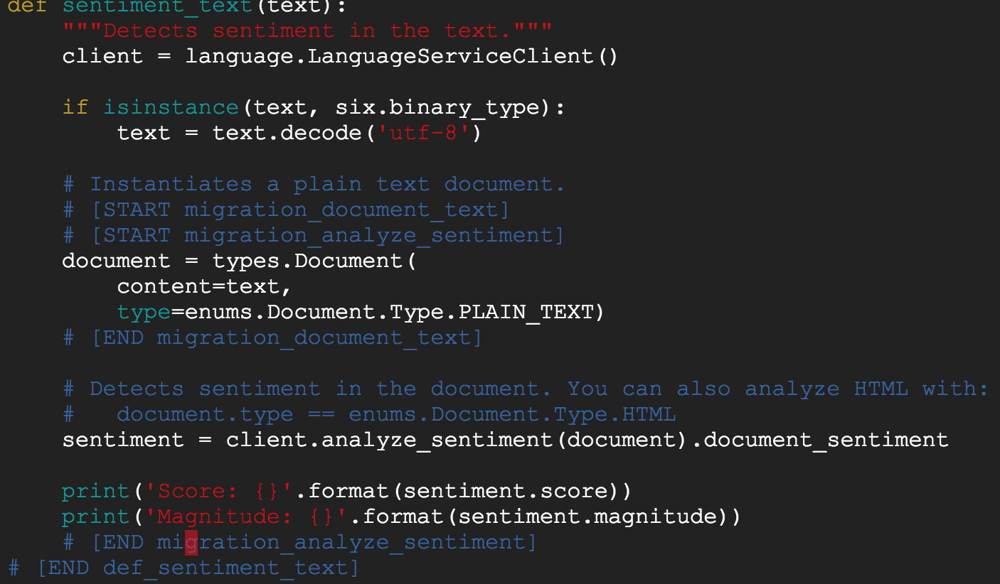 def sentiment_text(text):
    """Detects sentiment in the text."""
    client = language.LanguageServiceClient()

    if isinstance(text, six.binary_type):
        text = text.decode('utf-8')

    # Instantiates a plain text document.
    # [START migration_document_text]
    # [START migration_analyze_sentiment]
    document = types.Document(
        content=text,
        type=enums.Document.Type.PLAIN_TEXT)
    # [END migration_document_text]

    # Detects sentiment in the document. You can also analyze HTML with:
    #   document.type == enums.Document.Type.HTML
    sentiment = client.analyze_sentiment(document).document_sentiment

    print('Score: {}'.format(sentiment.score))
    print('Magnitude: {}'.format(sentiment.magnitude))
    # [END migration_analyze_sentiment]
# [END def_sentiment_text]